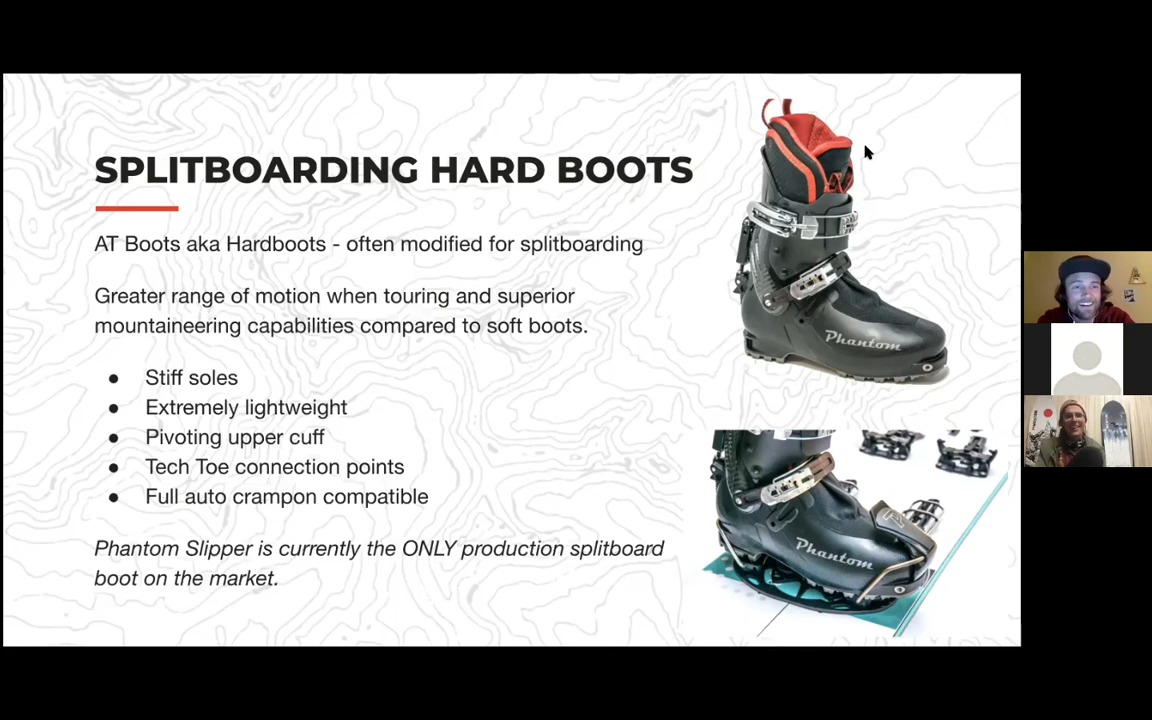 SPLITBOARDING HARD BOOTS
AT Boots aka Hardboots - often modified for splitboarding
Greater range of motion when touring and superior
mountaineering capabilities compared to soft boots.
● Stiff soles
● Extremely lightweight
● Pivoting upper cuff
● Tech Toe connection points
● Full auto crampon compatible
Phantom Slipper is currently the ONLY production splitboard
boot on the market.
Phantom
Phantom